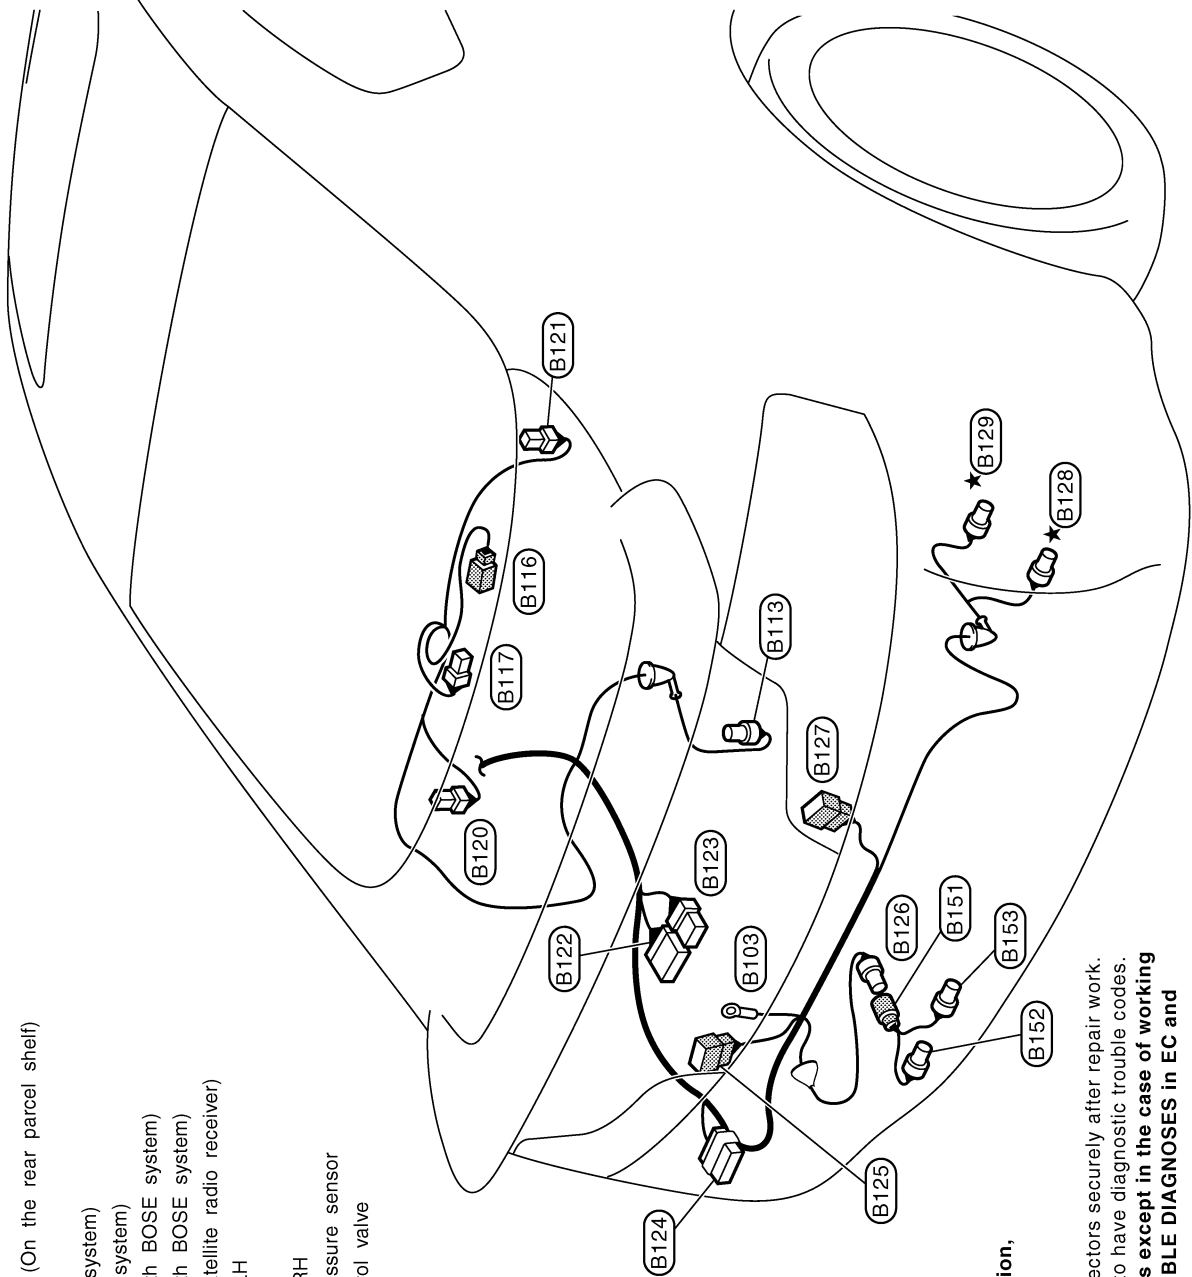 (On the rear parcel shelf)
system)
system)
h BOSE system)
h BOSE system)
tellite radio receiver)
H
RH
ssure sensor
ol valve
B120
B117
B116
B121
B122
B124
B123
B103
B113
B127
B125
B126
B151
★ B129
B153
B152
★ B128
ion,
ectors securely after repair work.
o have diagnostic trouble codes.
s except in the case of working
BLE DIAGNOSES in EC and